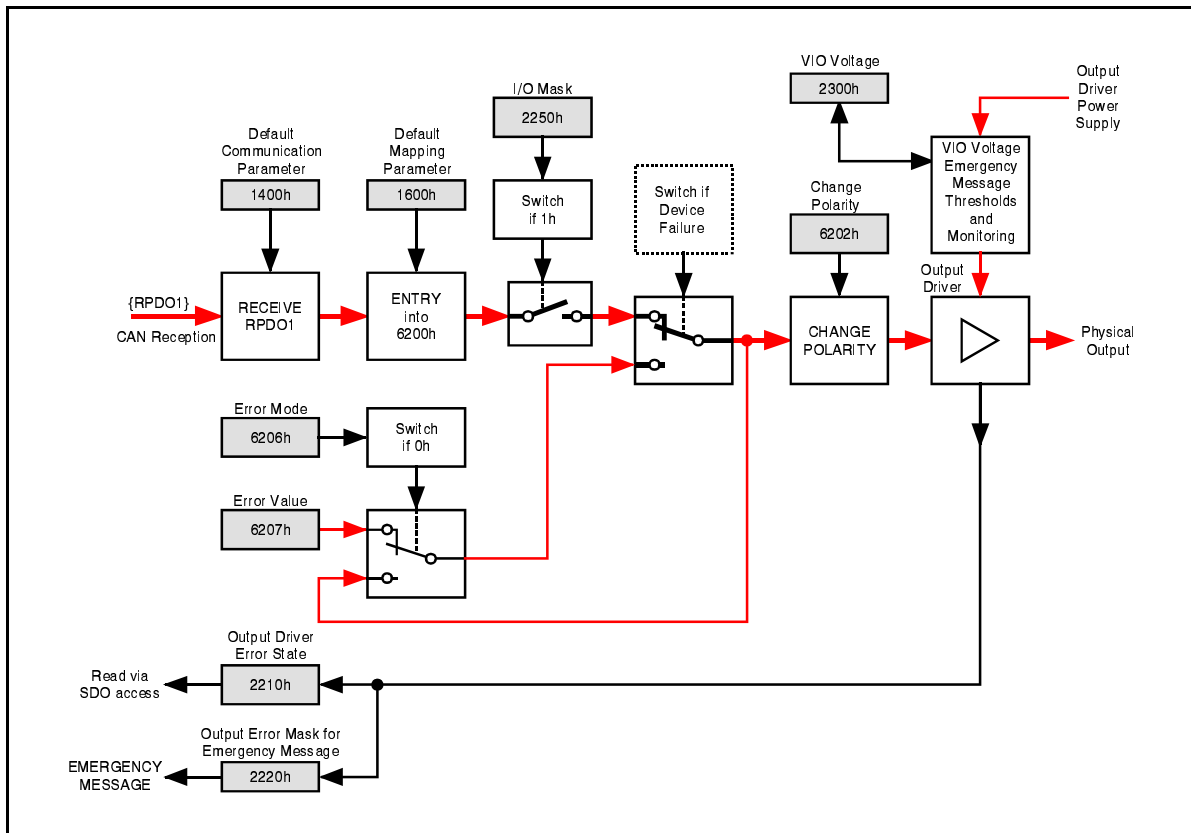 VIO Voltage
2300h
Output
Driver
Power
Supply
I/O Mask
2250h
Default
Communication
Parameter
1400h
Default
Mapping
Parameter
1600h
Switch
if 1h
Switch if
Device
Failure
Change
Polarity
6202h
VIO Voltage
Emergency
Message
Thresholds
and
Monitoring
Output
Driver
{RPDO1}
CAN Reception
RECEIVE
RPDO1
ENTRY
into
6200h
CHANGE
POLARITY
Physical
Output
Error Mode
6206h
Switch
if 0h
Error Value
6207h
Output Driver
Error State
2210h
Read via
SDO access
Output Error Mask for
Emergency Message
2220h
EMERGENCY
MESSAGE